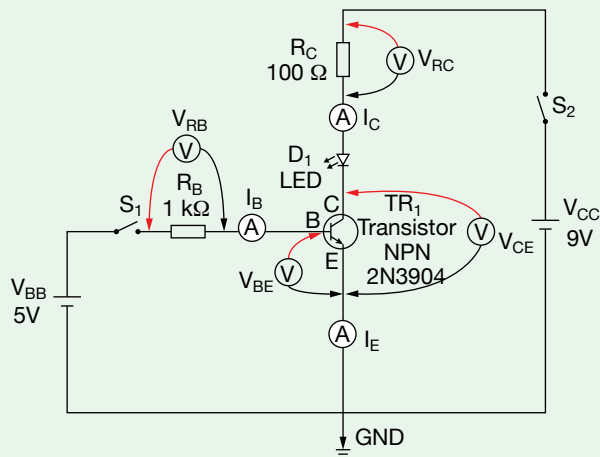 R_C
100 Ω
V
V_RC
A
I_C
S_2
V_RB
V
D_1
LED
S_1
R_B
1 kΩ
I_B
A
C
B
E
TR_1
Transistor
NPN
2N3904
V
V_CE
V_CC
9V
V_BE
V
V_BB
5V
A
I_E
GND